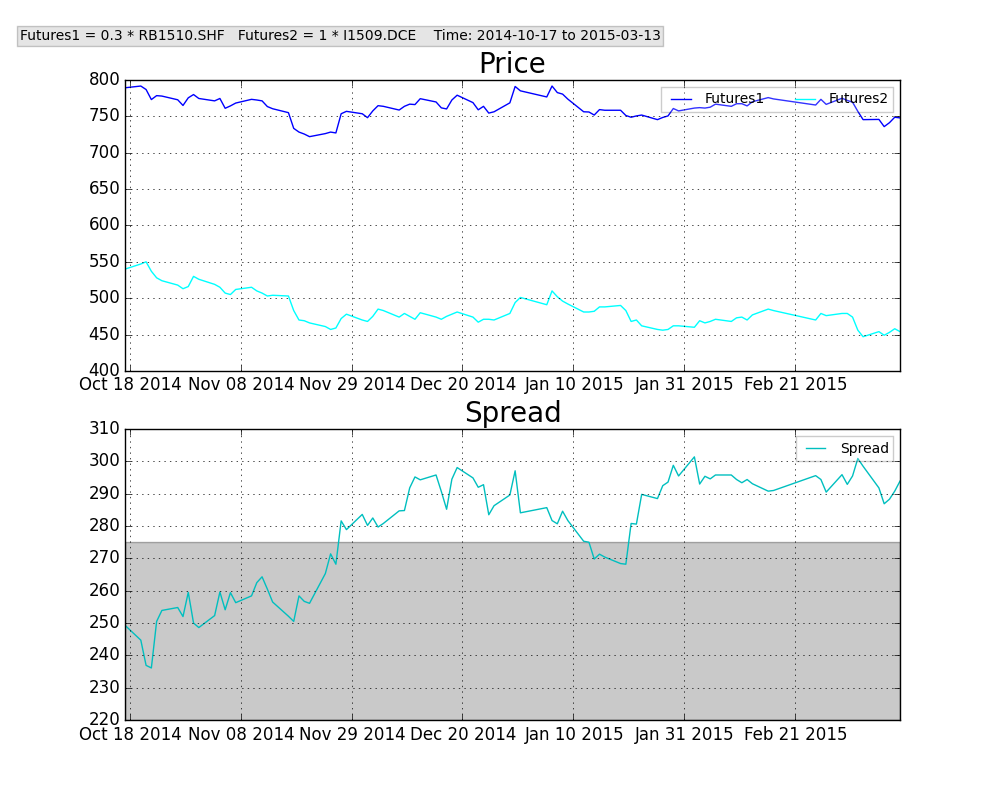 Futures1 = 0.3 * RB1510.SHF   Futures2 = 1 * I1509.DCE    Time: 2014-10-17 to 2015-03-13
Price
800
750
700
650
600
550
500
450
400
Futures1 Futures2
Oct 18 2014 Nov 08 2014 Nov 29 2014 Dec 20 2014 Jan 10 2015 Jan 31 2015 Feb 21 2015
Spread
310
300
290
280
270
260
250
240
230
220
Spread
Oct 18 2014 Nov 08 2014 Nov 29 2014 Dec 20 2014 Jan 10 2015 Jan 31 2015 Feb 21 2015